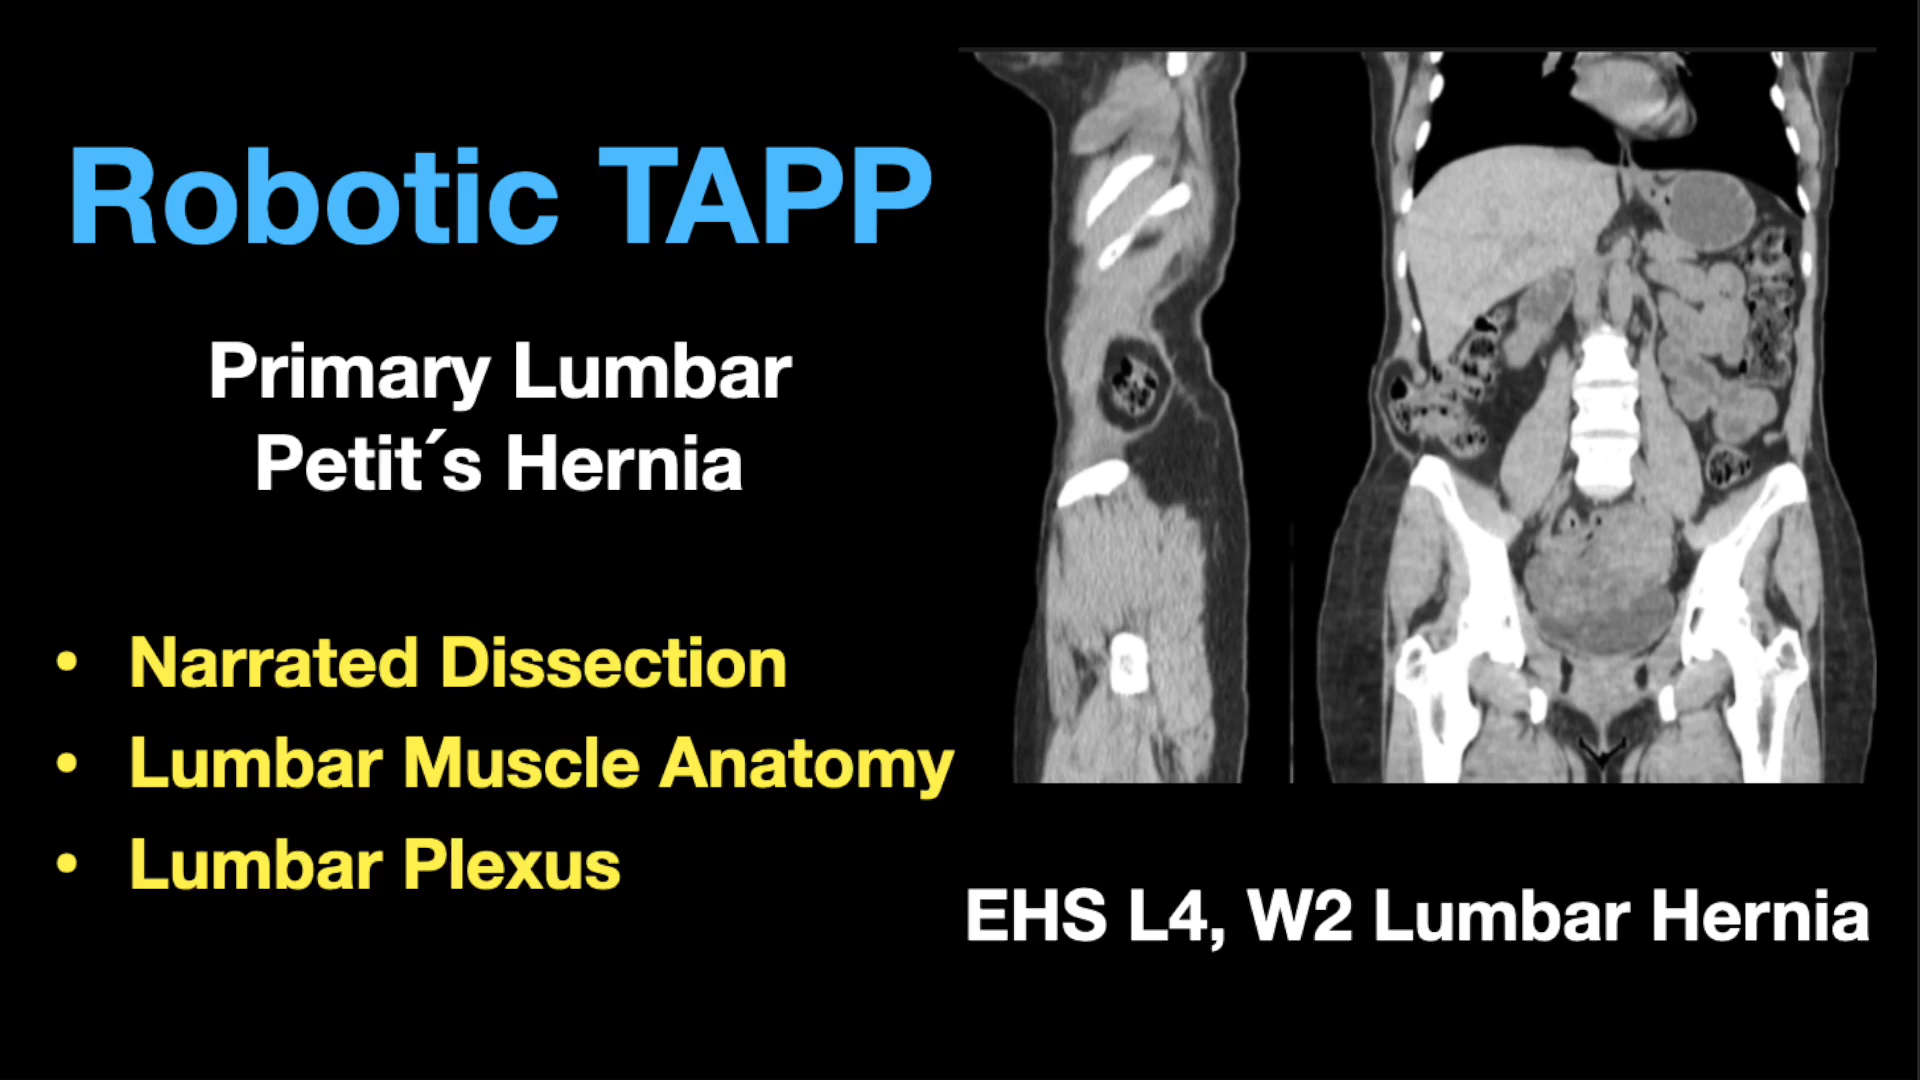 Robotic TAPP
Primary Lumbar
Petit´s Hernia
• Narrated Dissection
• Lumbar Muscle Anatomy
• Lumbar Plexus
EHS L4, W2 Lumbar Hernia